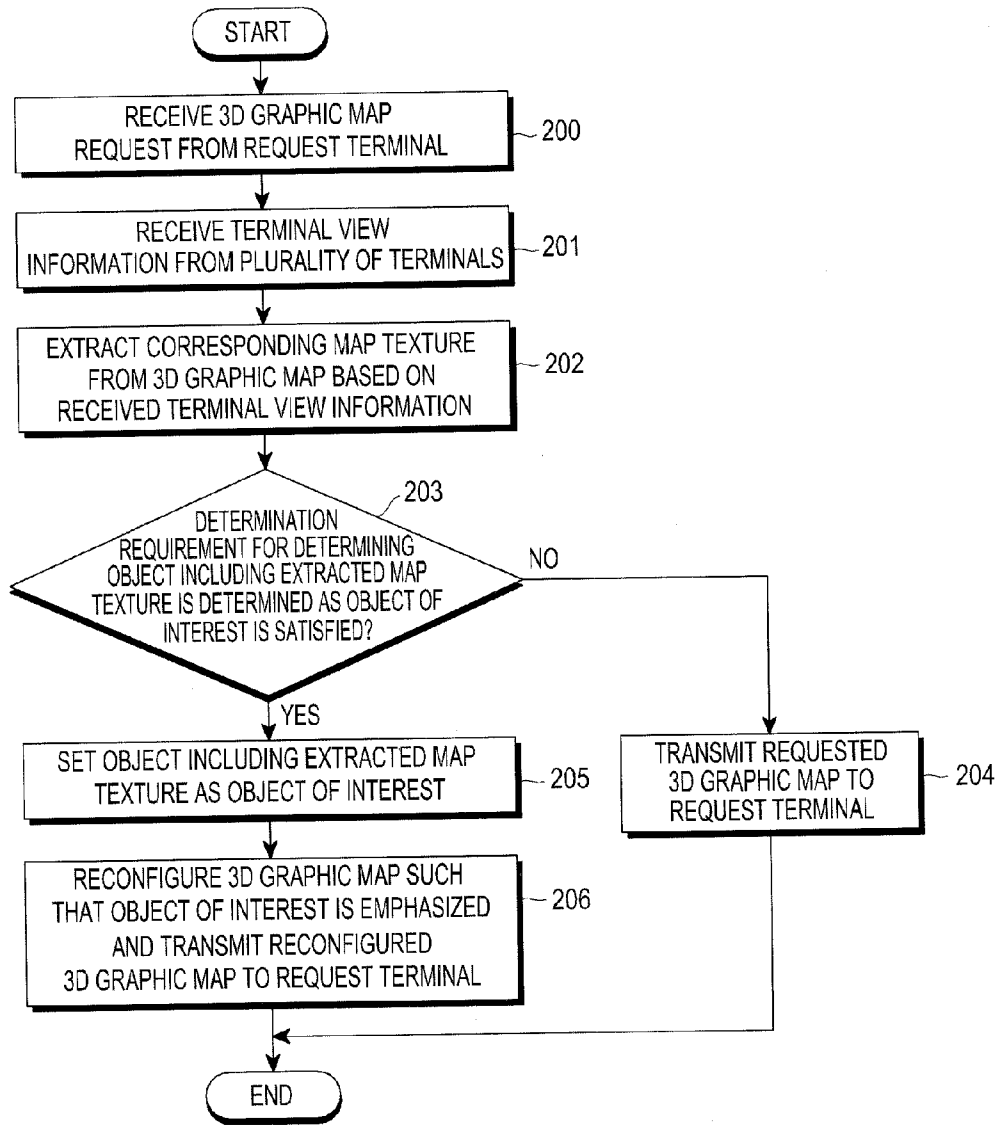 START
RECEIVE 3D GRAPHIC MAP
REQUEST FROM REQUEST TERMINAL
200
RECEIVE TERMINAL VIEW
INFORMATION FROM PLURALITY OF TERMINALS
201
EXTRACT CORRESPONDING MAP TEXTURE
FROM 3D GRAPHIC MAP BASED ON
RECEIVED TERMINAL VIEW INFORMATION
202
203
DETERMINATION
REQUIREMENT FOR DETERMINING
OBJECT INCLUDING EXTRACTED MAP
TEXTURE IS DETERMINED AS OBJECT OF
INTEREST IS SATISFIED?
NO
YES
SET OBJECT INCLUDING EXTRACTED MAP
TEXTURE AS OBJECT OF INTEREST
205
TRANSMIT REQUESTED
3D GRAPHIC MAP TO
REQUEST TERMINAL
204
RECONFIGURE 3D GRAPHIC MAP SUCH
THAT OBJECT OF INTEREST IS EMPHASIZED
AND TRANSMIT RECONFIGURED
3D GRAPHIC MAP TO REQUEST TERMINAL
206
END